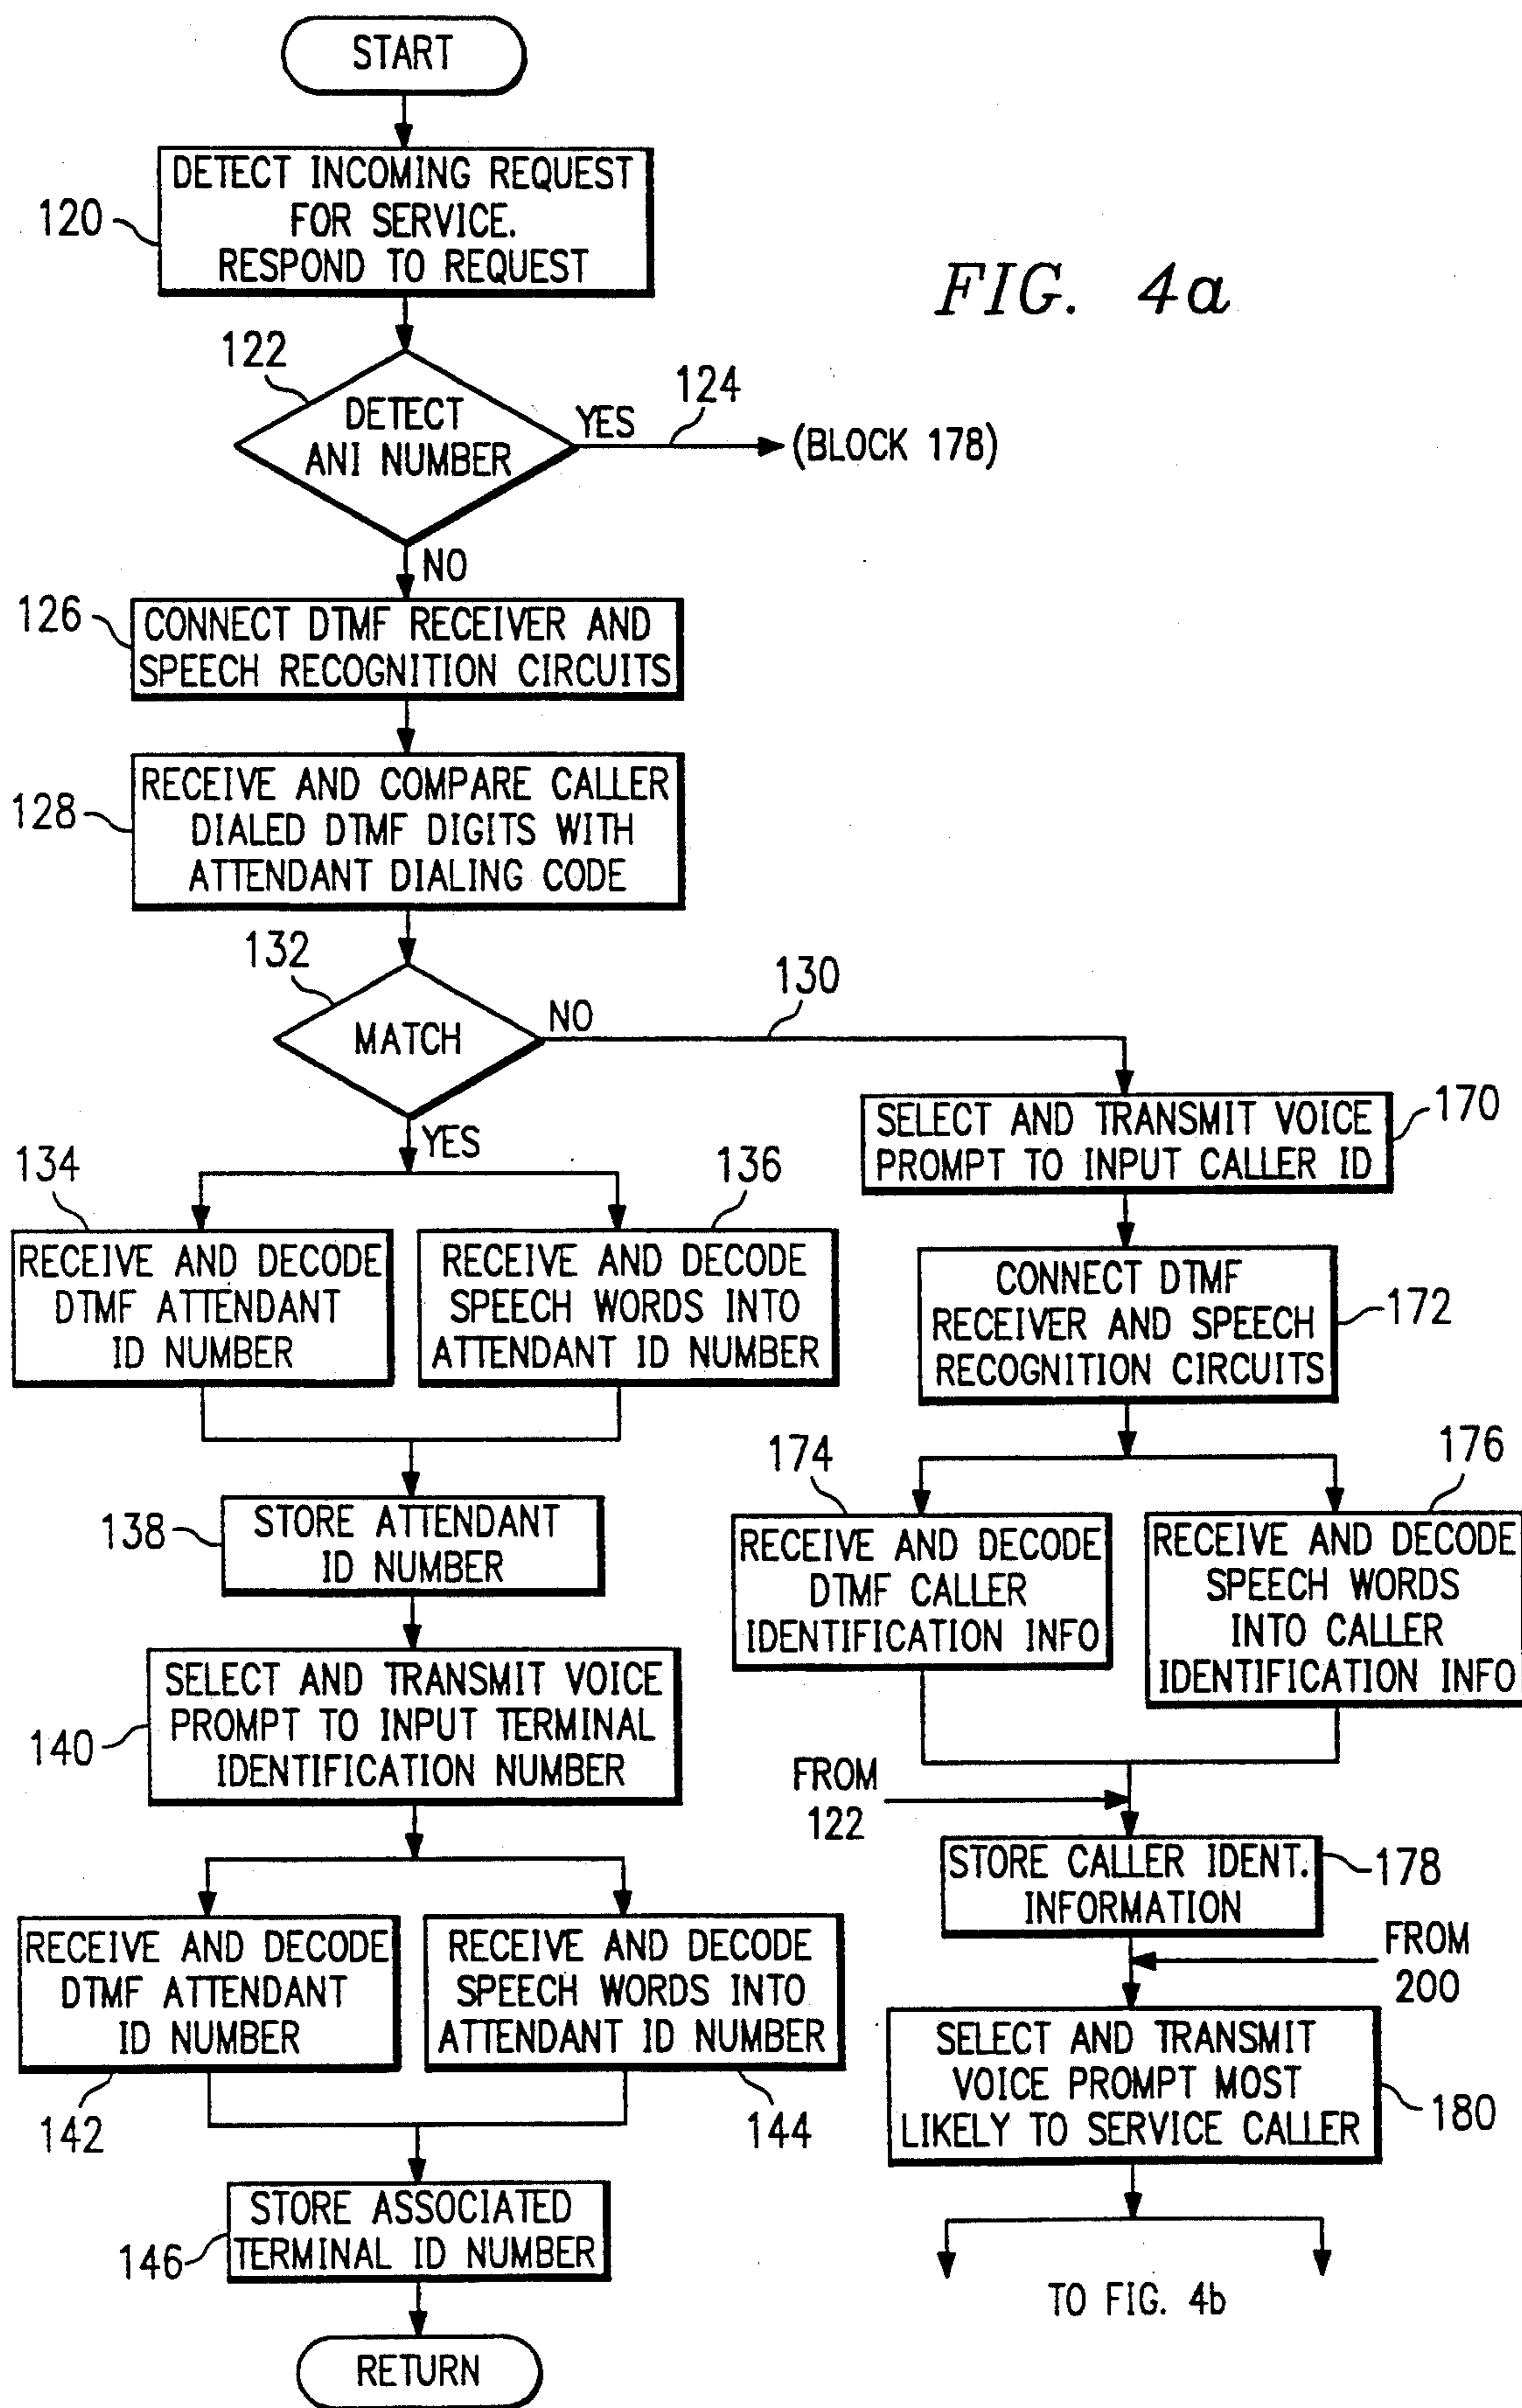 START
DETECT INCOMING REQUEST
FOR SERVICE.
RESPOND TO REQUEST
120
FIG. 4a
122
DETECT
ANI NUMBER
YES
124
(BLOCK 178)
NO
126
CONNECT DTMF RECEIVER AND
SPEECH RECOGNITION CIRCUITS
128
RECEIVE AND COMPARE CALLER
DIALED DTMF DIGITS WITH
ATTENDANT DIALING CODE
132
MATCH
NO
130
YES
134
RECEIVE AND DECODE
DTMF ATTENDANT
ID NUMBER
136
RECEIVE AND DECODE
SPEECH WORDS INTO
ATTENDANT ID NUMBER
138
STORE ATTENDANT
ID NUMBER
140
SELECT AND TRANSMIT VOICE
PROMPT TO INPUT TERMINAL
IDENTIFICATION NUMBER
RECEIVE AND DECODE
DTMF ATTENDANT
ID NUMBER
142
RECEIVE AND DECODE
SPEECH WORDS INTO
ATTENDANT ID NUMBER
144
146
STORE ASSOCIATED
TERMINAL ID NUMBER
RETURN
SELECT AND TRANSMIT VOICE
PROMPT TO INPUT CALLER ID
170
CONNECT DTMF
RECEIVER AND SPEECH
RECOGNITION CIRCUITS
172
174
RECEIVE AND DECODE
DTMF CALLER
IDENTIFICATION INFO
176
RECEIVE AND DECODE
SPEECH WORDS
INTO CALLER
IDENTIFICATION INFO
FROM
122
STORE CALLER IDENT.
INFORMATION
178
FROM
200
SELECT AND TRANSMIT
VOICE PROMPT MOST
LIKELY TO SERVICE CALLER
180
TO FIG. 4b